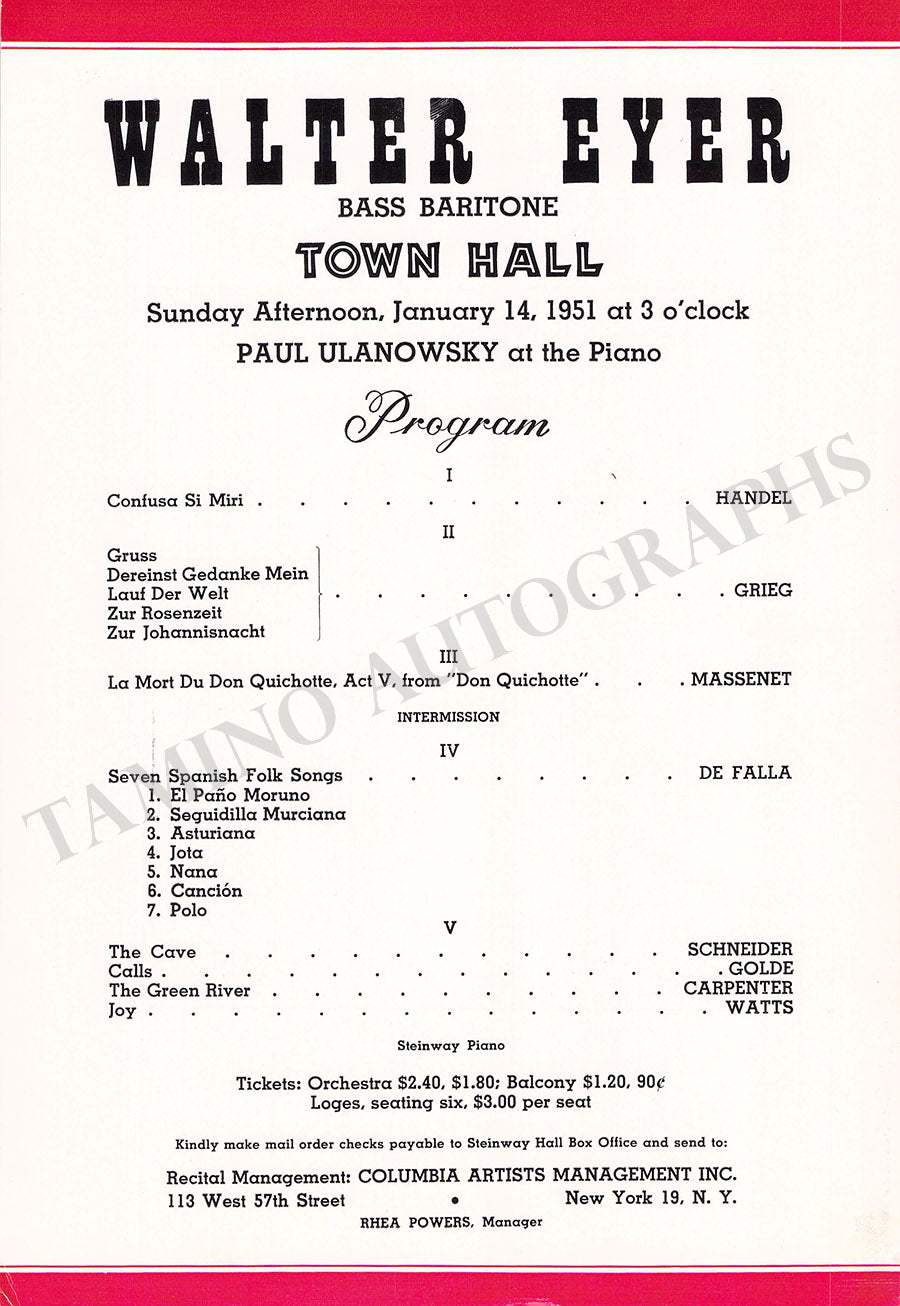 WALTER EYER
BASS BARITONE
TOWN HALL
Sunday Afternoon, January 14, 1951 at 3 o'clock
PAUL ULANOWSKY at the Piano
Program
I
Confusa Si Miri . . . . . . . . . . . HANDEL
II
Gruss
Dereinst Gedanke Mein
Lauf Der Welt . . . . . . . . . . GRIEG
Zur Rosenzeit
Zur Johannisnacht
III
La Mort Du Don Quichotte, Act V, from "Don Quichotte" . . . MASSENET
INTERMISSION
IV
Seven Spanish Folk Songs . . . . . . . . DE FALLA
1. El Paño Moruno
2. Seguidilla Murciana
3. Asturiana
4. Jota
5. Nana
6. Canción
7. Polo
V
The Cave . . . . . . . . . . . SCHNEIDER
Calls . . . . . . . . . . . . . . GOLDE
The Green River . . . . . . . . . . CARPENTER
Joy . . . . . . . . . . . . . . WATTS
Steinway Piano
Tickets: Orchestra $2.40, $1.80; Balcony $1.20, 90¢
Loges, seating six, $3.00 per seat
Kindly make mail order checks payable to Steinway Hall Box Office and send to:
Recital Management: COLUMBIA ARTISTS MANAGEMENT INC.
113 West 57th Street • New York 19, N. Y.
RHEA POWERS, Manager
TAMINO AUTOGRAPHS